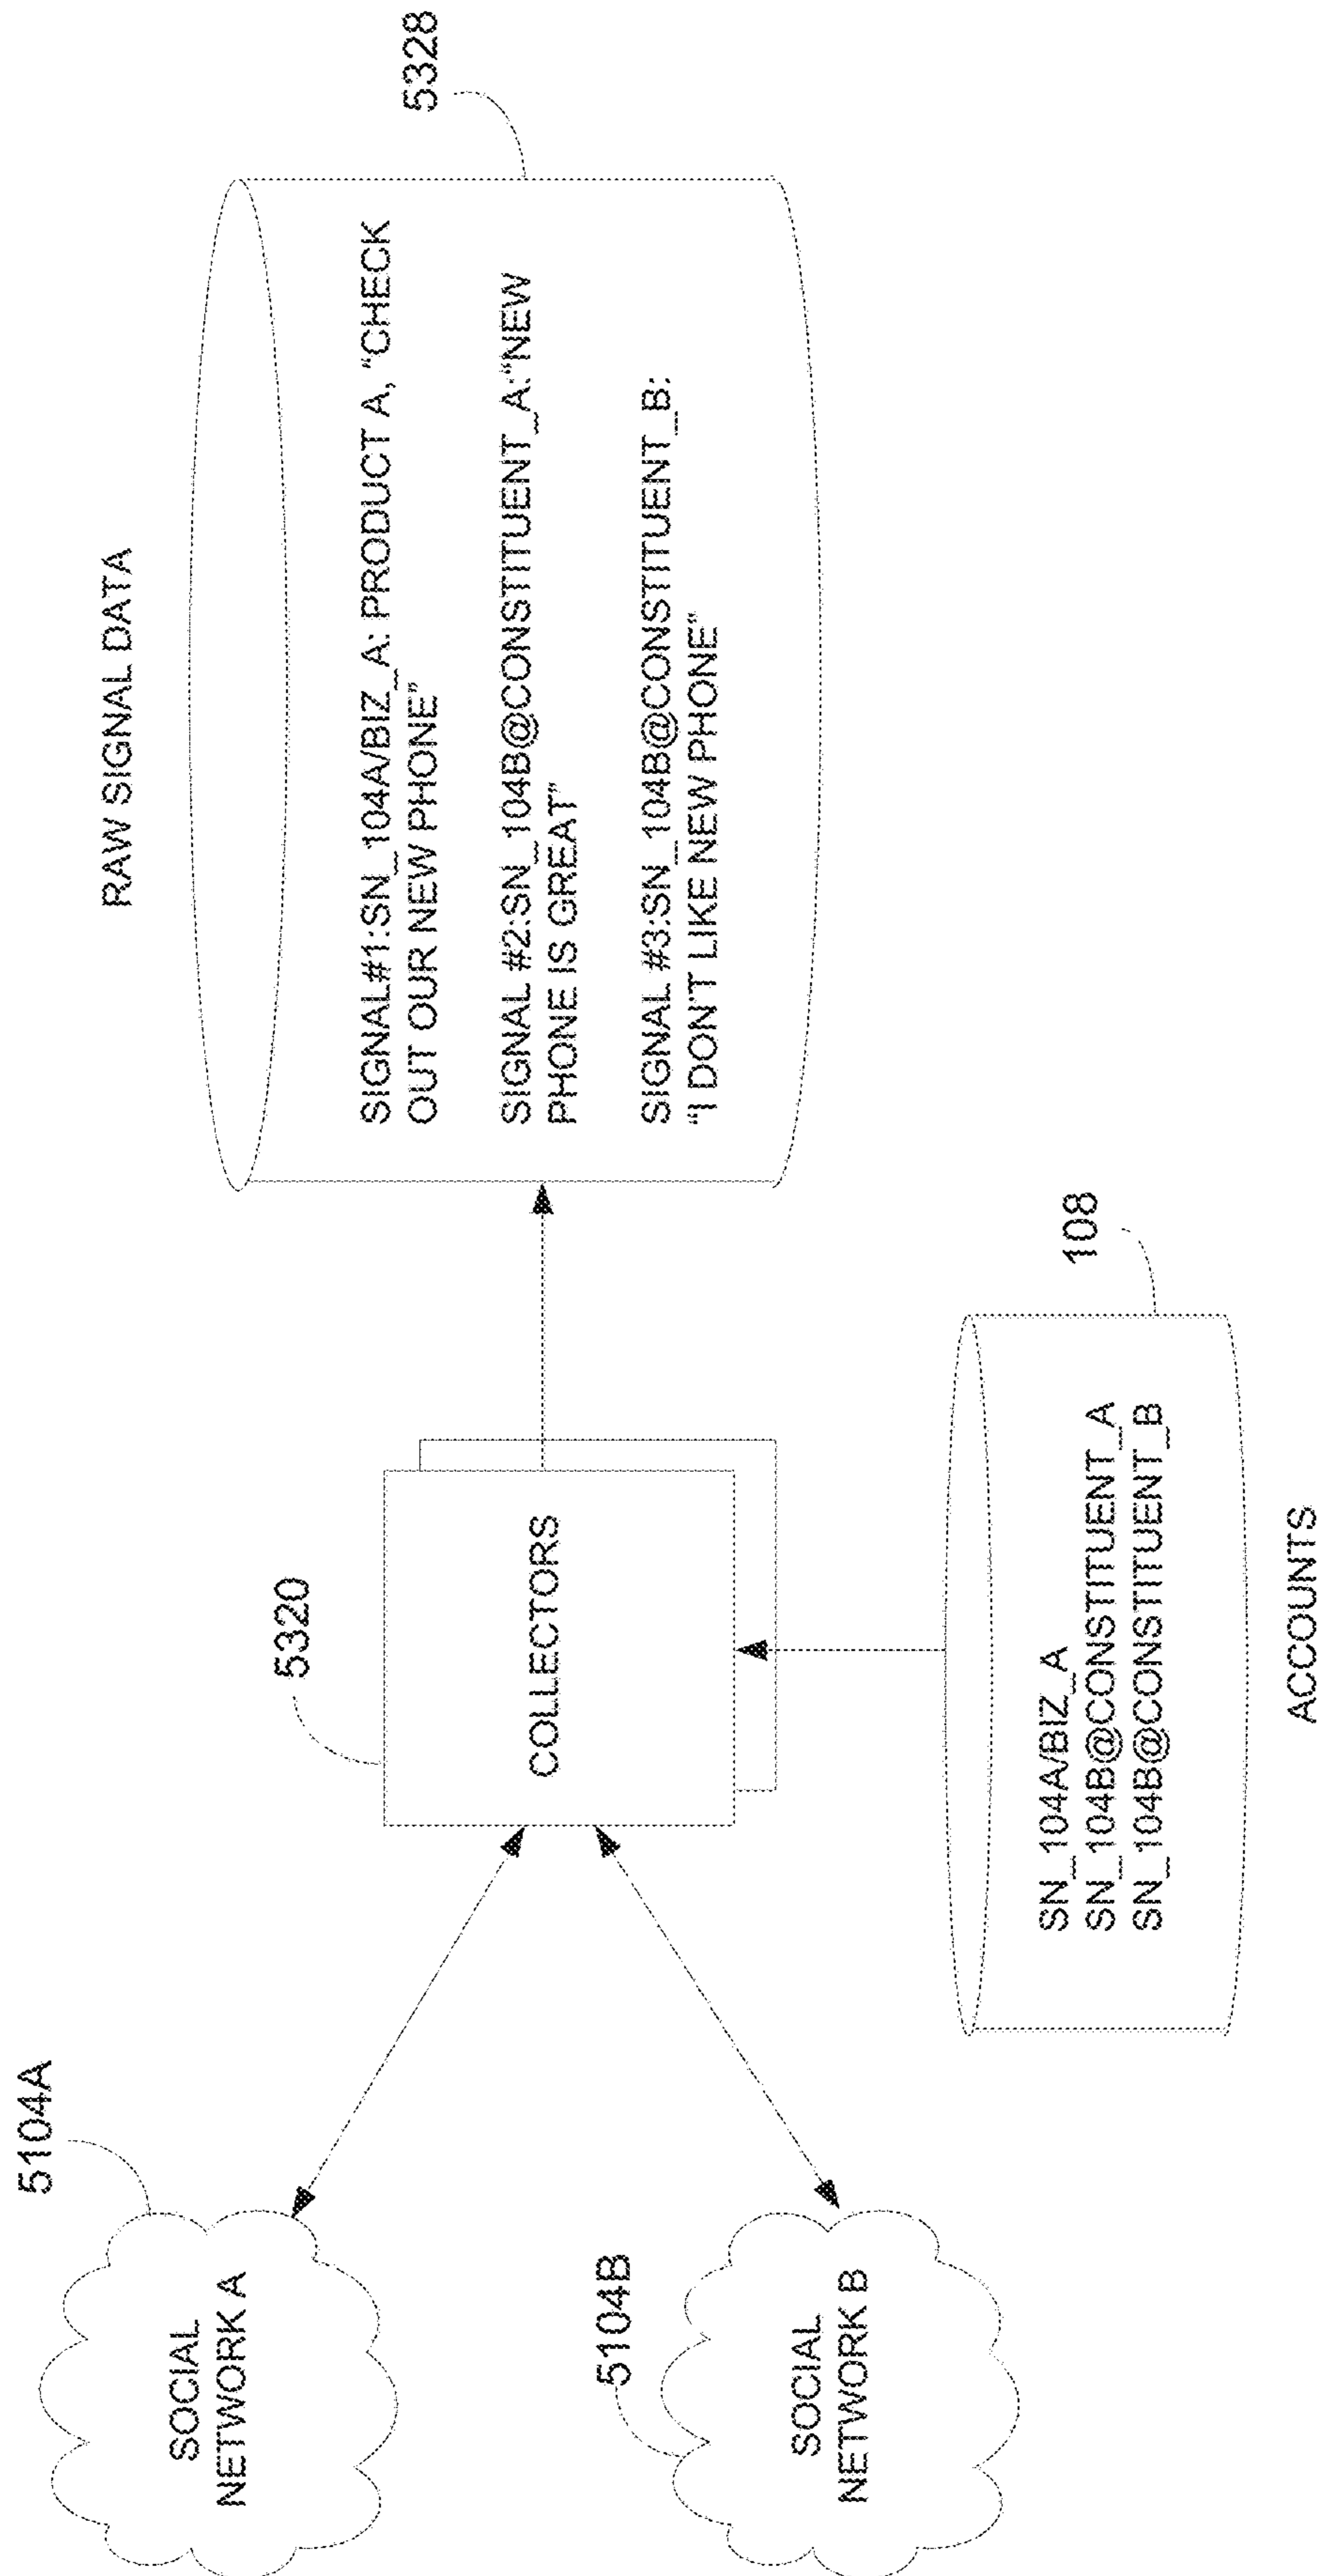 5104A
SOCIAL
NETWORK A
5104B
SOCIAL
NETWORK B
5320
COLLECTORS
SN_104A/BIZ_A
SN_104B@CONSTITUENT_A
SN_104B@CONSTITUENT_B
108
ACCOUNTS
RAW SIGNAL DATA
SIGNAL#1:SN_104A/BIZ_A: PRODUCT A, "CHECK
OUT OUR NEW PHONE"
SIGNAL #2:SN_104B@CONSTITUENT_A:"NEW
PHONE IS GREAT"
SIGNAL #3:SN_104B@CONSTITUENT_B:
"I DON'T LIKE NEW PHONE"
5328